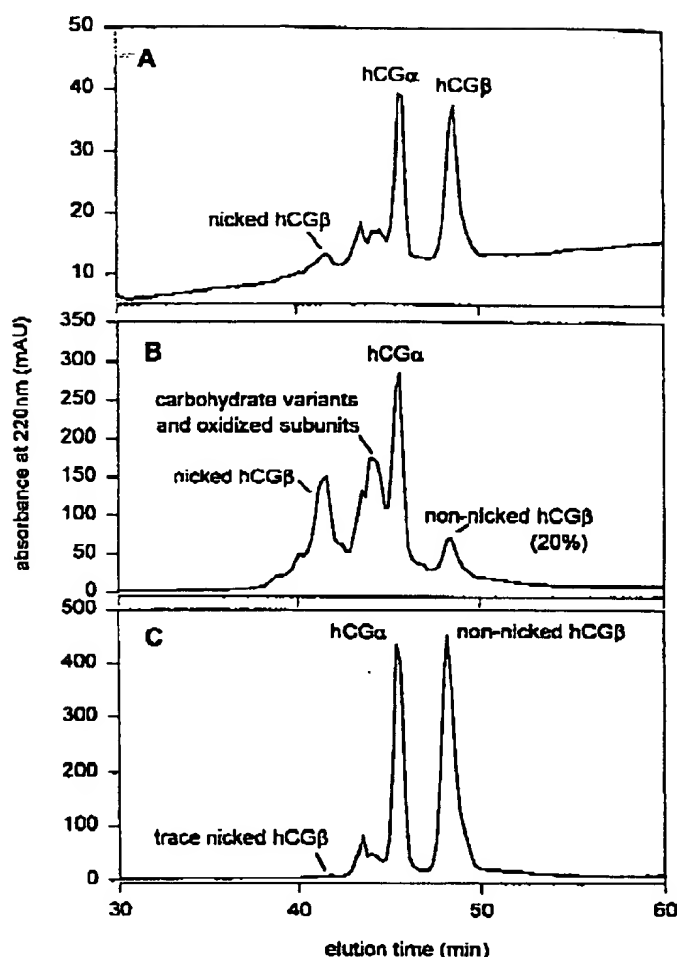 50
A
hCGα
hCGβ
40
30
nicked hCGβ
20
10
absorbance at 220nm (mAU)
350
B
hCGα
300
carbohydrate variants
and oxidized subunits
250
200
nicked hCGβ
non-nicked hCGβ
(20%)
150
100
50
0
500
C
hCGα
non-nicked hCGβ
400
300
200
trace nicked hCGβ
100
0
30
40
50
60
elution time (min)